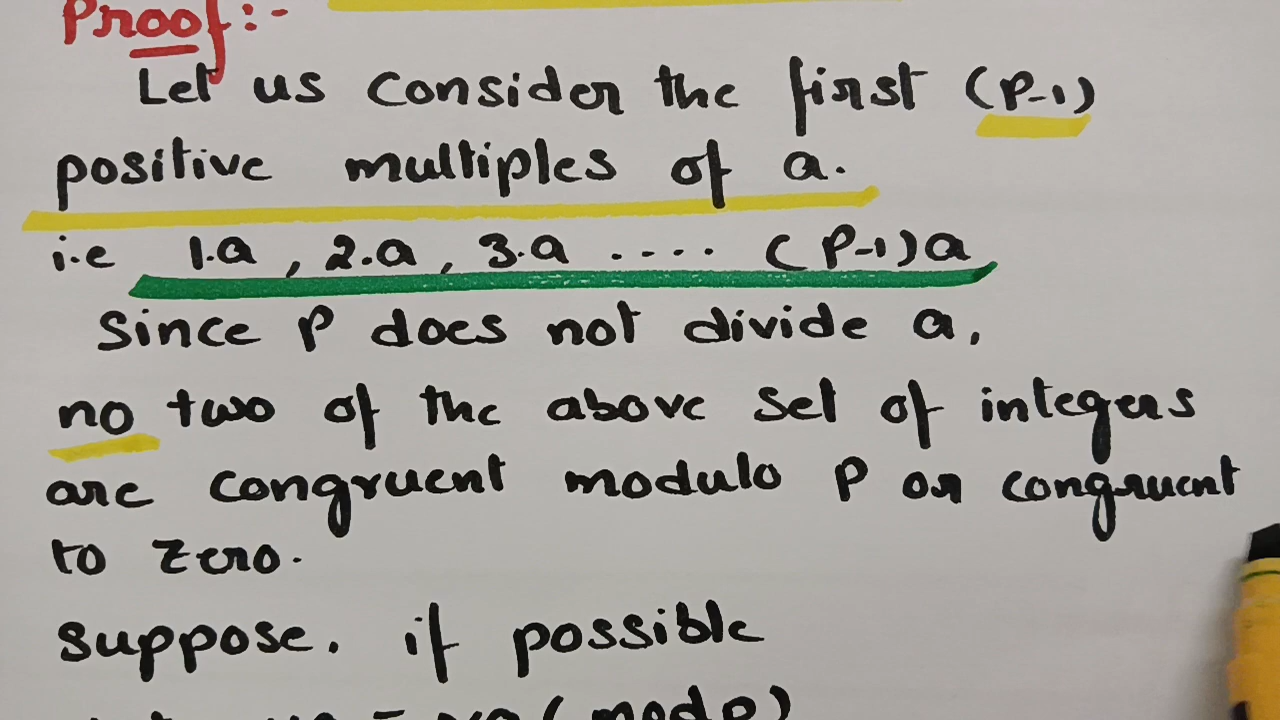 Proof:-
Let us consider the first (P-1)
positive multiples of a.
i.e 1.a , 2.a , 3.a ..... (P-1)a
Since P does not divide a,
no two of the above set of integers
are congruent modulo P or congruent
to zero.
suppose. if possible
(mod p)